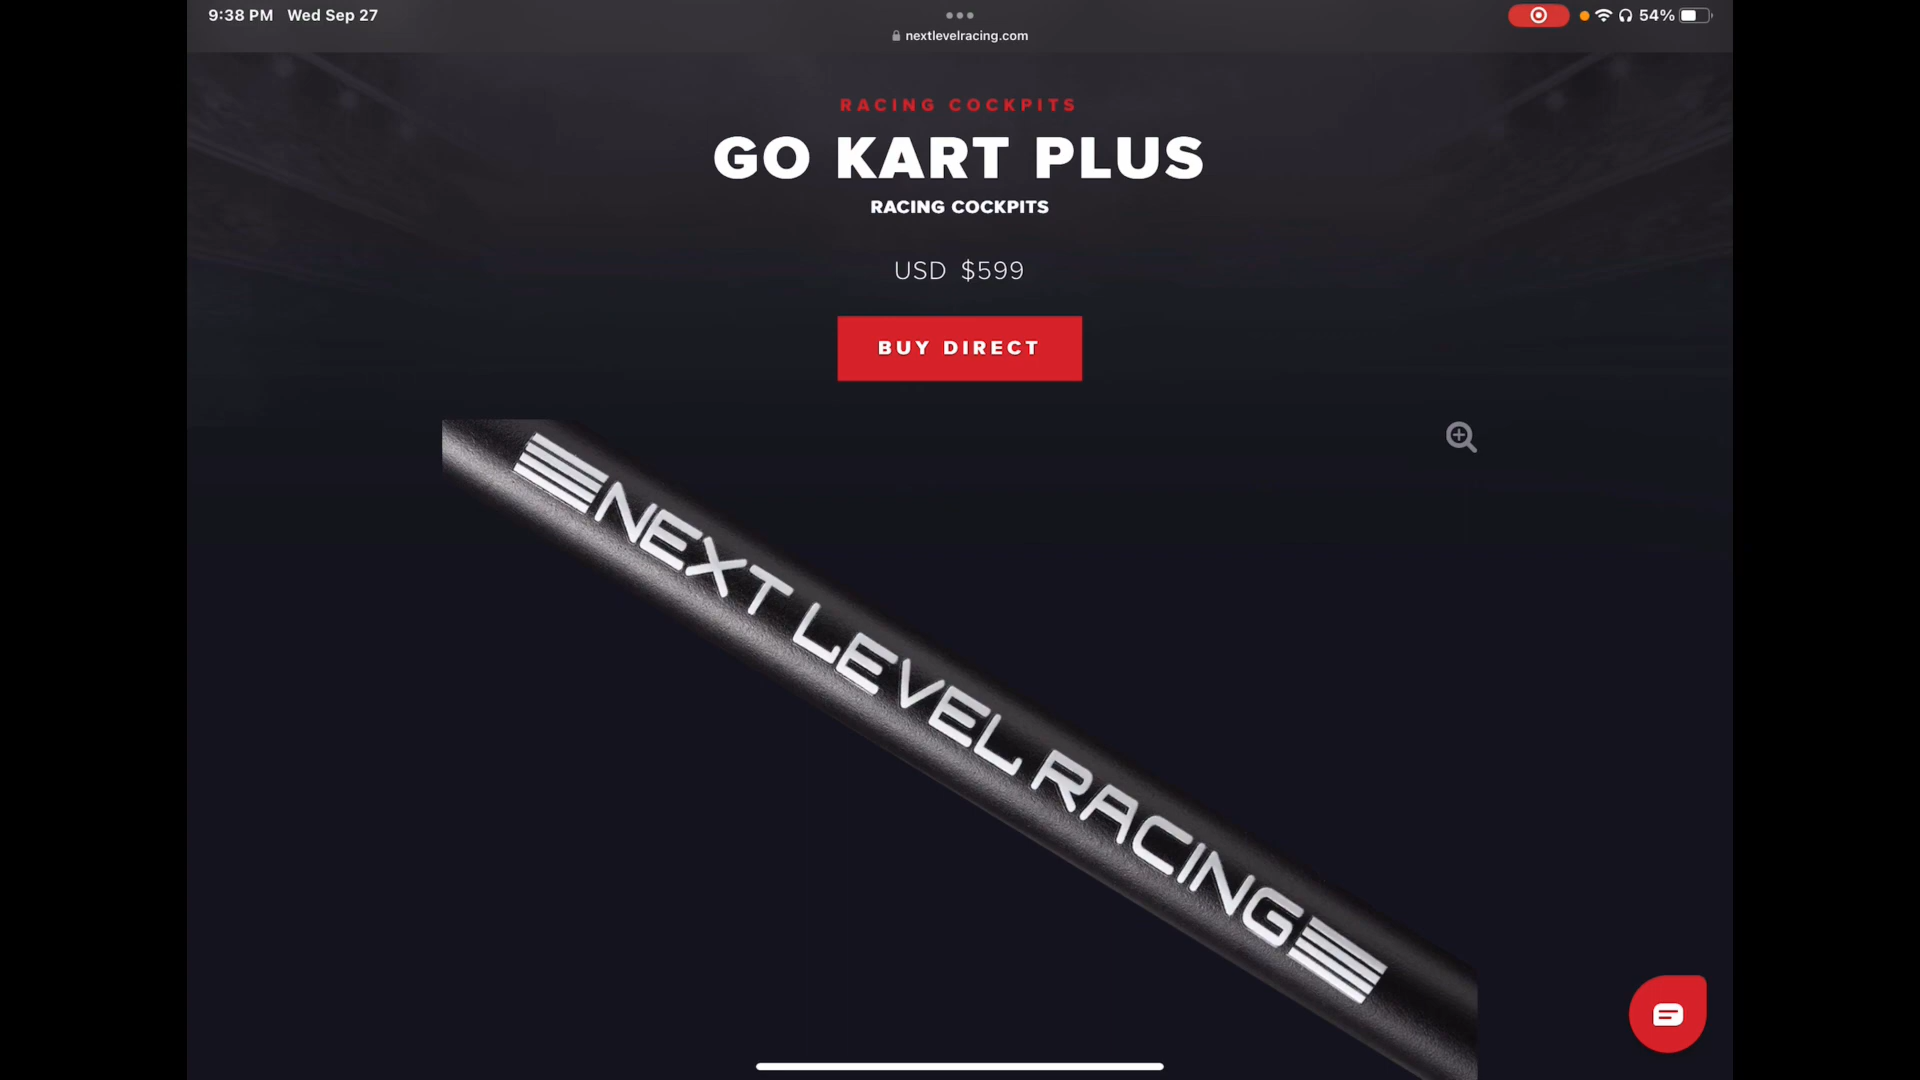 9:38 PM Wed Sep 27
54%
nextlevelracing.com
RACING COCKPITS
GO KART PLUS
RACING COCKPITS
USD $599
BUY DIRECT
NEXT LEVEL RACING